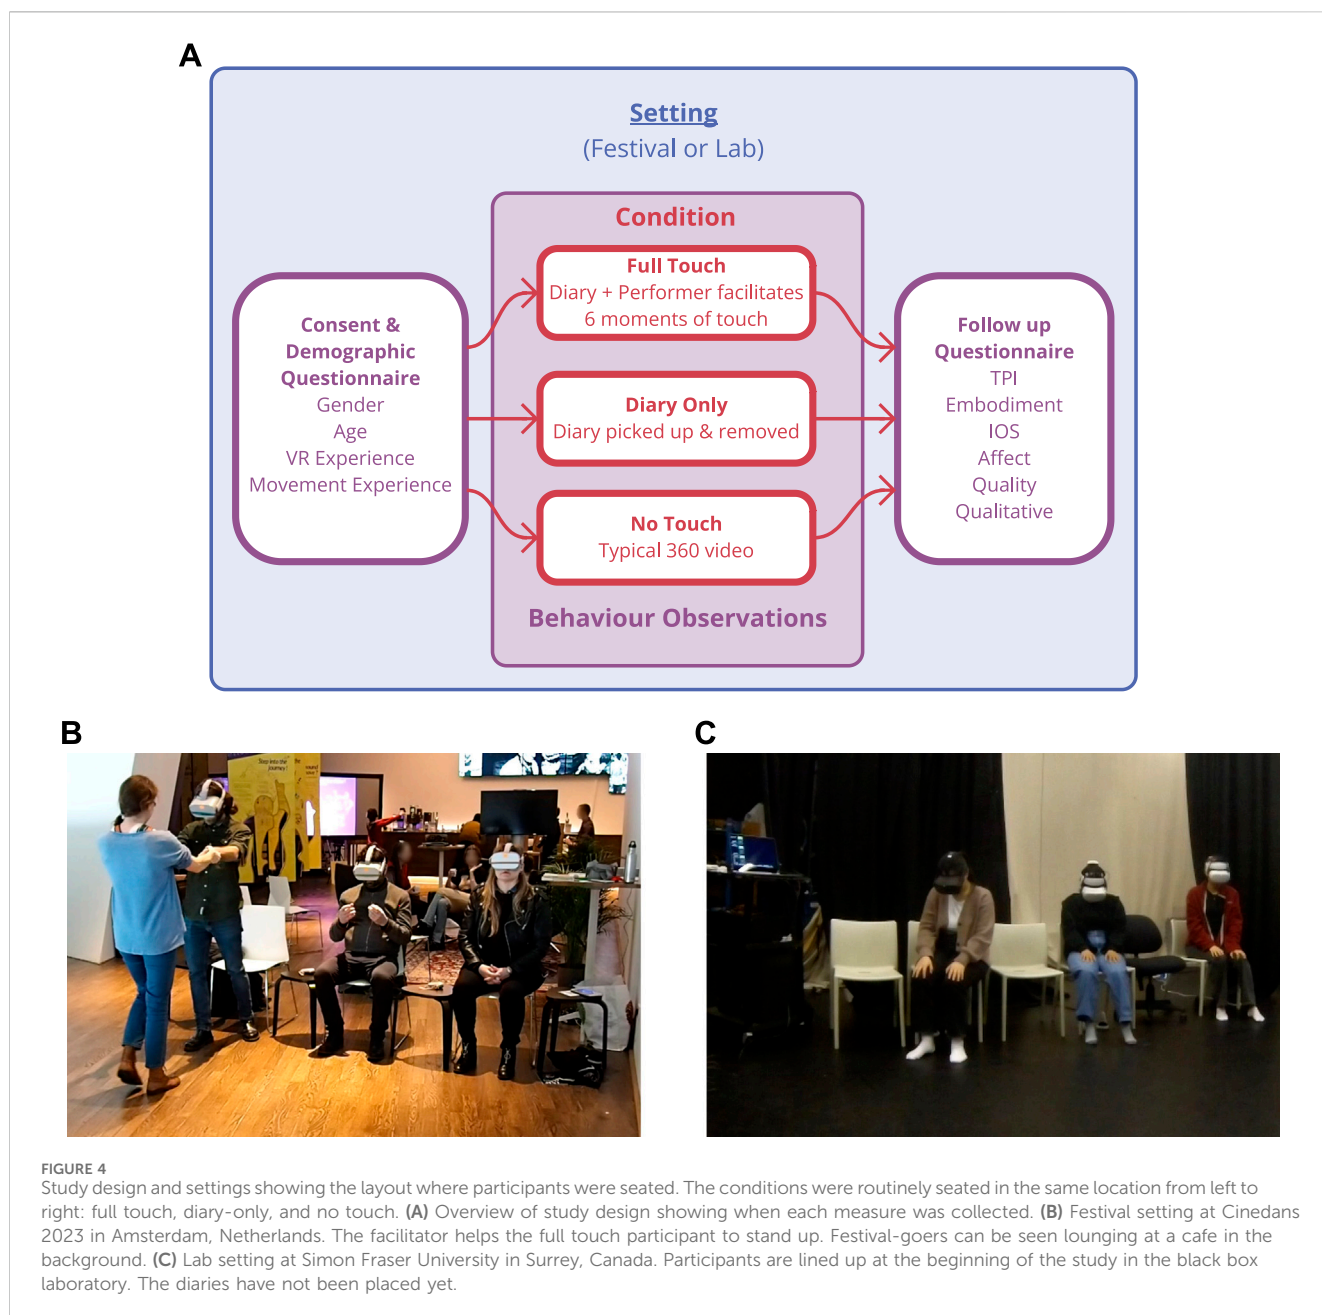 A
Setting
(Festival or Lab)
Condition
Full Touch
Diary + Performer facilitates
6 moments of touch
Consent &
Demographic
Questionnaire
Gender
Age
VR Experience
Movement Experience
Diary Only
Diary picked up & removed
No Touch
Typical 360 video
Behaviour Observations
Follow up
Questionnaire
TPI
Embodiment
IOS
Affect
Quality
Qualitative
B
Step into the
journey!
C
FIGURE 4
Study design and settings showing the layout where participants were seated. The conditions were routinely seated in the same location from left to
right: full touch, diary-only, and no touch. (A) Overview of study design showing when each measure was collected. (B) Festival setting at Cinedans
2023 in Amsterdam, Netherlands. The facilitator helps the full touch participant to stand up. Festival-goers can be seen lounging at a cafe in the
background. (C) Lab setting at Simon Fraser University in Surrey, Canada. Participants are lined up at the beginning of the study in the black box
laboratory. The diaries have not been placed yet.